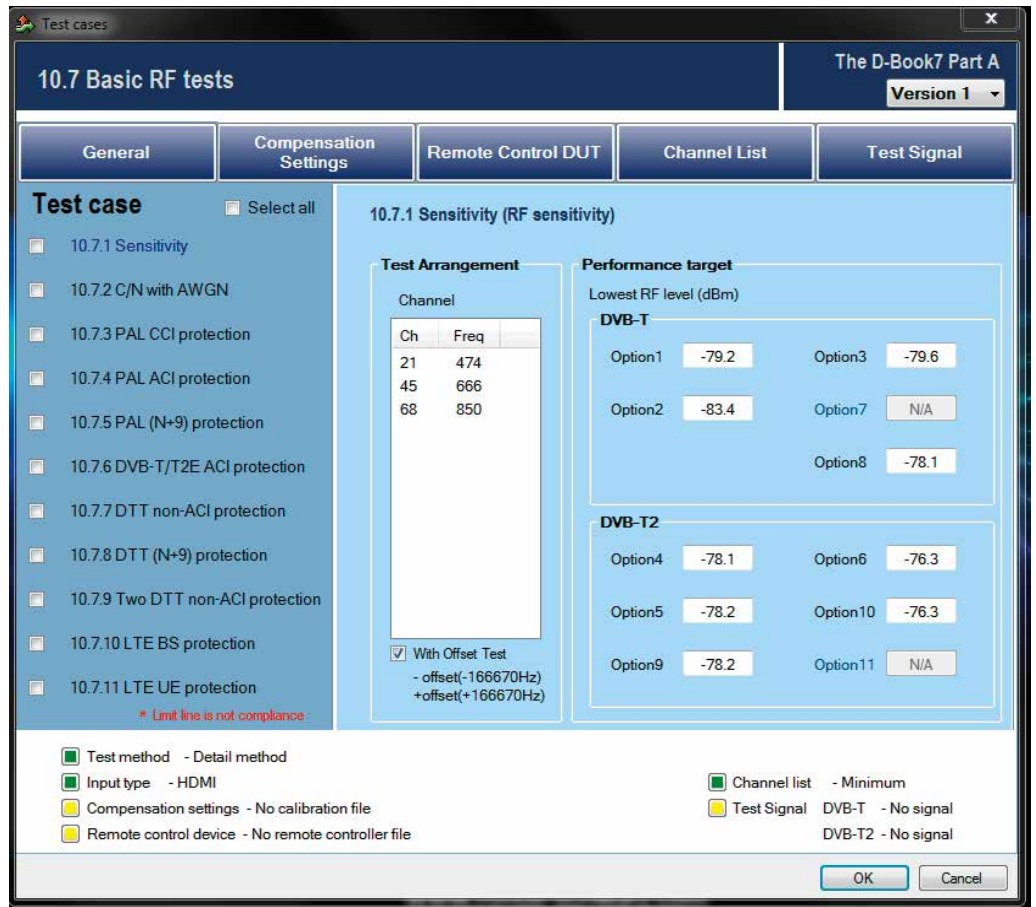 Test cases
X
10.7 Basic RF tests
The D-Book7 Part A
Version 1
General
Compensation
Settings
Remote Control DUT
Channel List
Test Signal
Test case
Select all
10.7.1 Sensitivity
10.7.2 C/N with AWGN
10.7.3 PAL CCI protection
10.7.4 PAL ACI protection
10.7.5 PAL (N+9) protection
10.7.6 DVB-T/T2E ACI protection
10.7.7 DTT non-ACI protection
10.7.8 DTT (N+9) protection
10.7.9 Two DTT non-ACI protection
10.7.10 LTE BS protection
10.7.11 LTE UE protection
* Limit line is not compliance
10.7.1 Sensitivity (RF sensitivity)
Test Arrangement
Channel
Ch Freq
21 474
45 666
68 850
With Offset Test
- offset(-166670Hz)
+offset(+166670Hz)
Performance target
Lowest RF level (dBm)
DVB-T
Option1 -79.2 Option3 -79.6
Option2 -83.4 Option7 N/A
Option8 -78.1
DVB-T2
Option4 -78.1 Option6 -76.3
Option5 -78.2 Option10 -76.3
Option9 -78.2 Option11 N/A
Test method - Detail method
Input type - HDMI
Compensation settings - No calibration file
Remote control device - No remote controller file
Channel list - Minimum
Test Signal DVB-T - No signal
DVB-T2 - No signal
OK Cancel